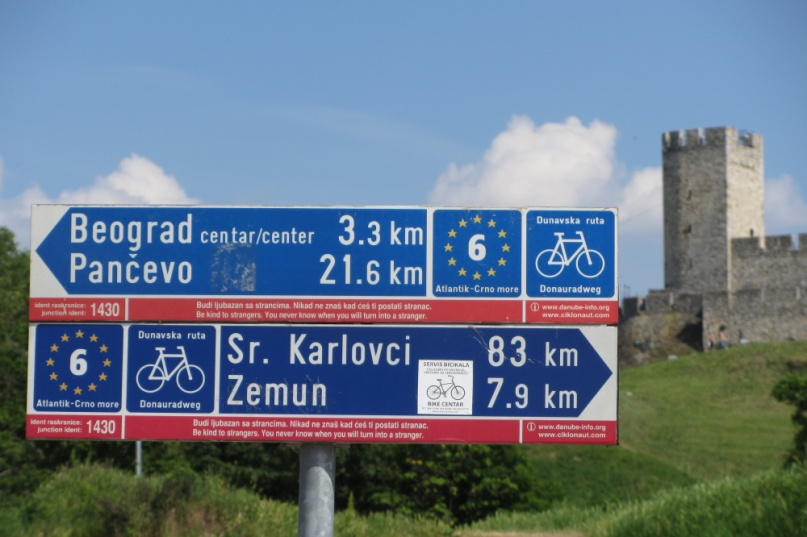 Beograd centar/center 3.3 km
Pančevo 21.6 km
6
Atlantik-Crno more
Dunavska ruta
Donauradweg
ident raskrsnice:
junction ident: 1430
Budi ljubazan sa strancima. Nikad ne znaš kad ćeš ti postati stranac.
Be kind to strangers. You never know when you will turn into a stranger.
www.danube-info.org
www.ciklonaut.com
6
Atlantik-Crno more
Dunavska ruta
Donauradweg
Sr. Karlovci 83 km
Zemun 7.9 km
SERVIS BICIKALA
BIKE CENTAR
ident raskrsnice:
junction ident: 1430
Budi ljubazan sa strancima. Nikad ne znaš kad ćeš ti postati stranac.
Be kind to strangers. You never know when you will turn into a stranger.
www.danube-info.org
www.ciklonaut.com